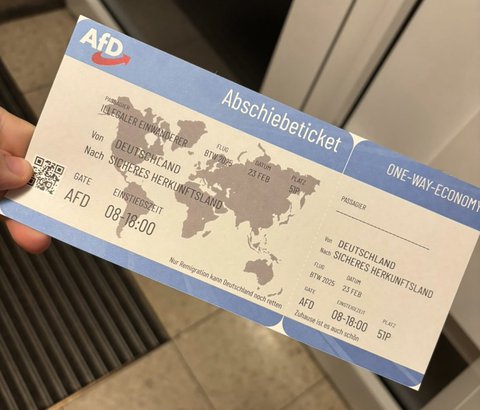 AfD
Abschiebeticket
PASSAGIER
ILLEGALER EINWANDERER
Von DEUTSCHLAND
Nach SICHERES HERKUNFTSLAND
FLUG
BTW 2025
DATUM
23 FEB
PLATZ
51P
GATE
AFD
EINSTIEGSZEIT
08-18:00
Nur Remigration kann Deutschland noch retten
ONE-WAY-ECONOMY
PASSAGIER
Von DEUTSCHLAND
Nach SICHERES HERKUNFTSLAND
FLUG
BTW 2025
DATUM
23 FEB
GATE
AFD
EINSTIEGSZEIT
08-18:00
PLATZ
51P
Zuhause ist es auch schön